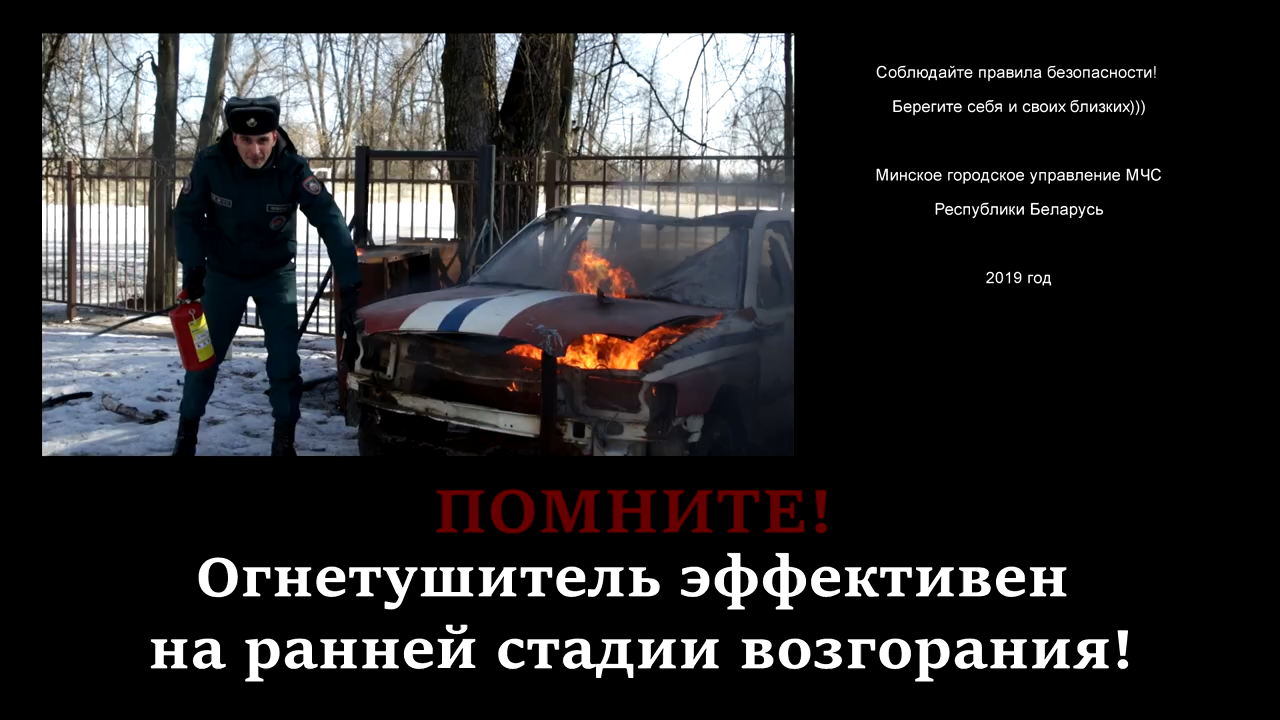 Соблюдайте правила безопасности!
Берегите себя и своих близких)))
Минское городское управление МЧС
Республики Беларусь
2019 год
ПОМНИТЕ!
Огнетушитель эффективен
на ранней стадии возгорания!